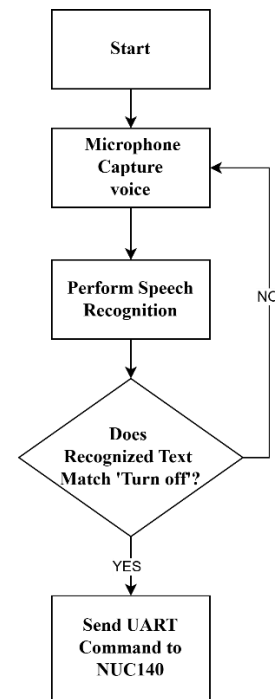 Start
Microphone
Capture
voice
Perform Speech
Recognition
NO
Does
Recognized Text
Match 'Turn off'?
YES
Send UART
Command to
NUC140